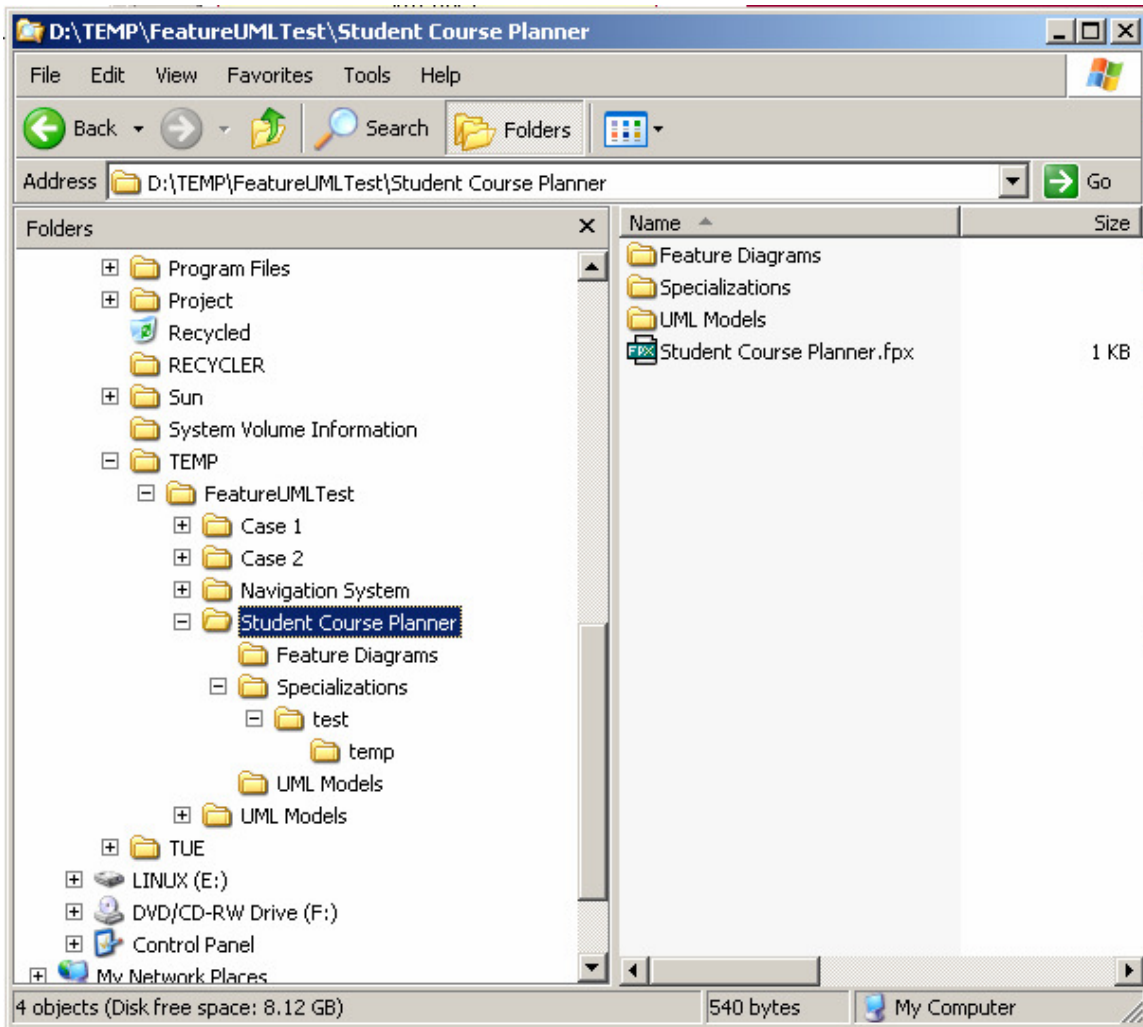 D:\TEMP\FeatureUMLTest\Student Course Planner
File Edit View Favorites Tools Help
Back Search Folders
Address D:\TEMP\FeatureUMLTest\Student Course Planner Go
Folders
Program Files
Project
Recycled
RECYCLER
Sun
System Volume Information
TEMP
FeatureUMLTest
Case 1
Case 2
Navigation System
Student Course Planner
Feature Diagrams
Specializations
test
temp
UML Models
UML Models
TUE
LINUX (E:)
DVD/CD-RW Drive (F:)
Control Panel
My Network Places
Name Size
Feature Diagrams
Specializations
UML Models
FPX Student Course Planner.fpx 1 KB
4 objects (Disk free space: 8.12 GB) 540 bytes My Computer